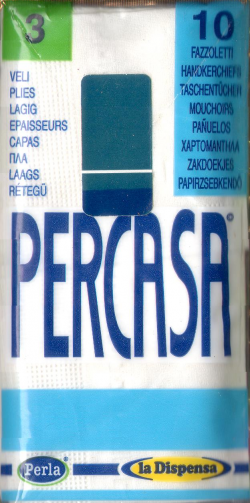 3
VELI
PLIES
LAGIG
EPAISSEURS
CAPAS
ΠΛΑ
LAAGS
RÉTEGŰ
10
FAZZOLETTI
HANDKERCHIEFS
TASCHENTÜCHER
MOUCHOIRS
PAÑUELOS
ΧΑΡΤΟΜΑΝΤΗΛΑ
ZAKDOEKJES
PAPIRZSEBKENDŐ
PERCASA
Perla
la Dispensa